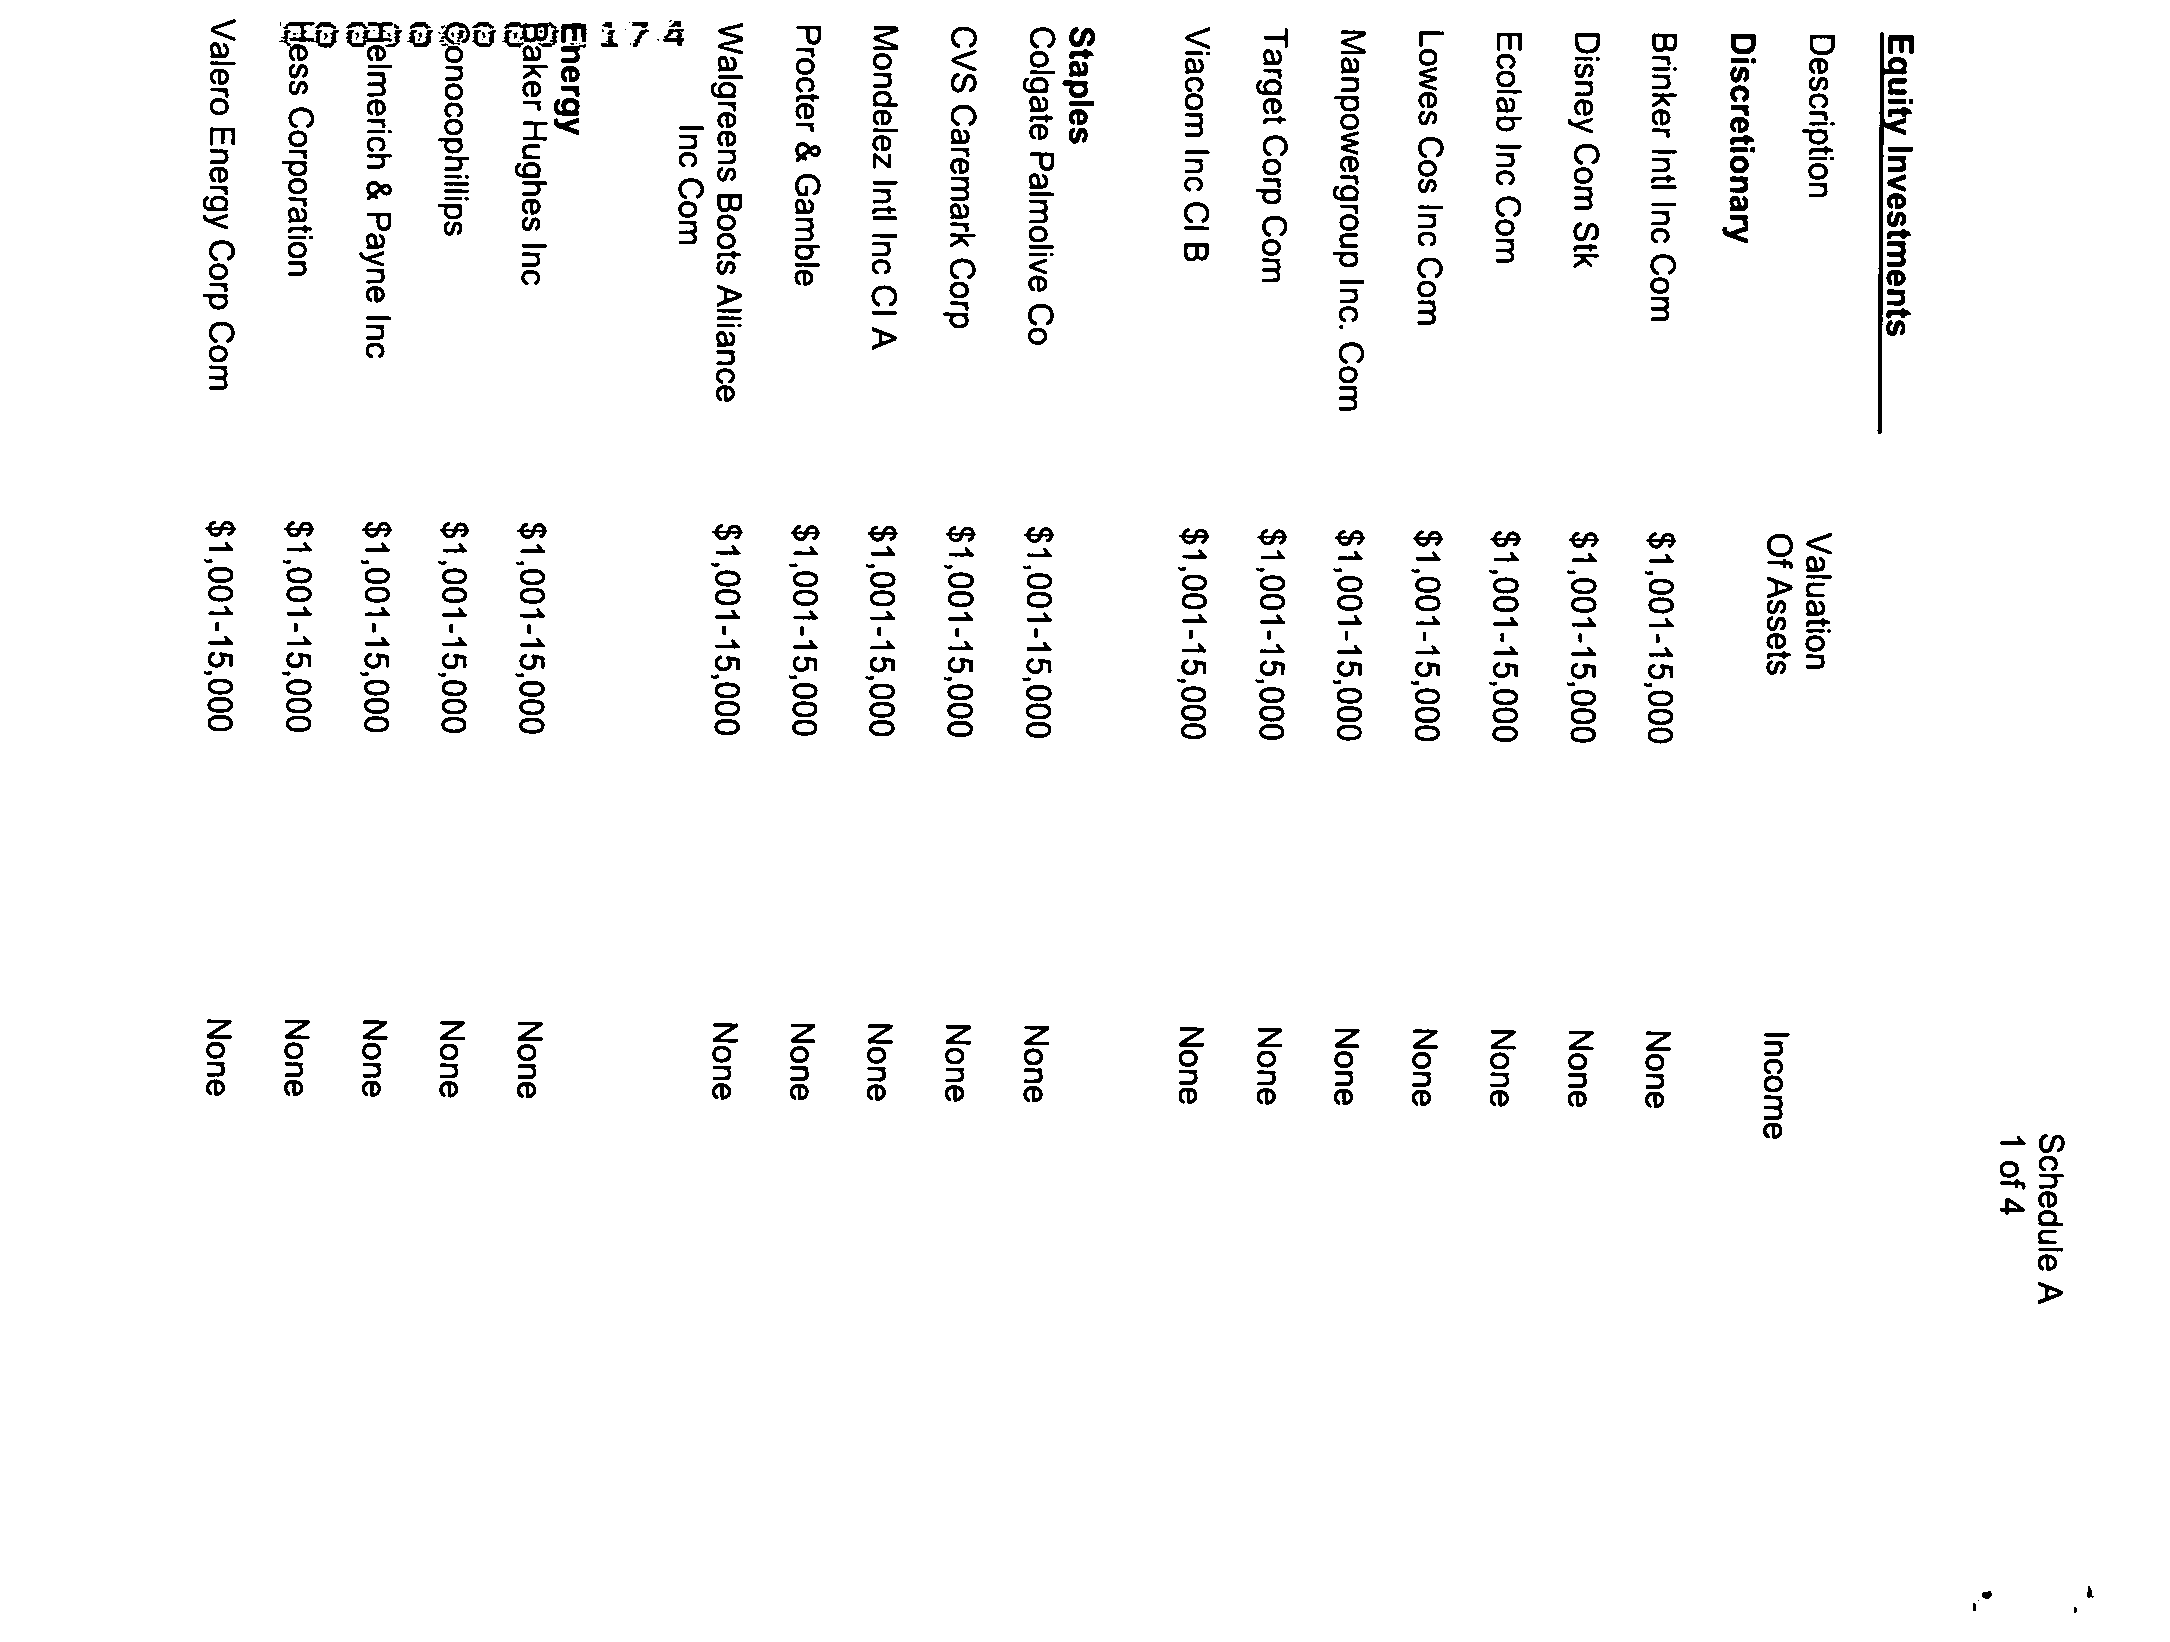 Schedule A
1 of 4
Equity Investments
Description Valuation
Of Assets Income
Discretionary
Brinker Intl Inc Com $1,001-15,000 None
Disney Com Stk $1,001-15,000 None
Ecolab Inc Com $1,001-15,000 None
Lowes Cos Inc Com $1,001-15,000 None
Manpowergroup Inc. Com $1,001-15,000 None
Target Corp Com $1,001-15,000 None
Viacom Inc Cl B $1,001-15,000 None
Staples
Colgate Palmolive Co $1,001-15,000 None
CVS Caremark Corp $1,001-15,000 None
Mondelez Intl Inc Cl A $1,001-15,000 None
Procter & Gamble $1,001-15,000 None
Walgreens Boots Alliance $1,001-15,000 None
Inc Com
Energy
Baker Hughes Inc $1,001-15,000 None
Conocophillips $1,001-15,000 None
Helmerich & Payne Inc $1,001-15,000 None
Hess Corporation $1,001-15,000 None
Valero Energy Corp Com $1,001-15,000 None